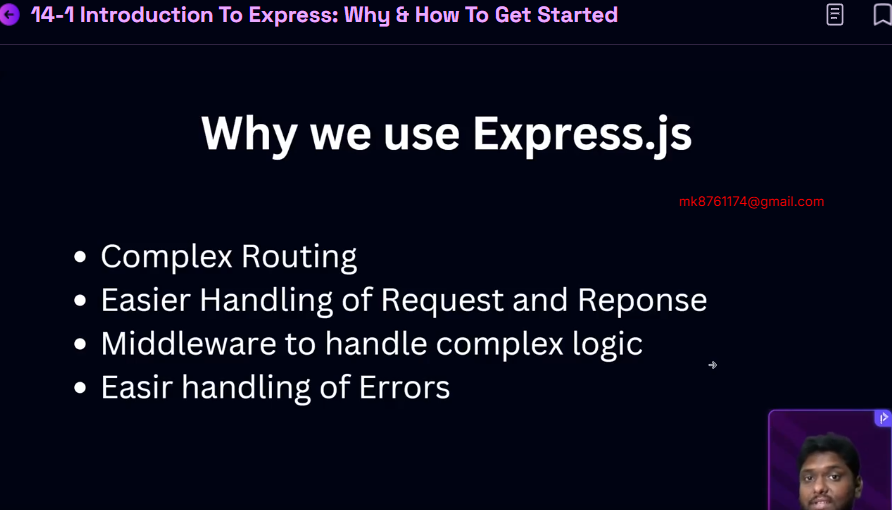 14-1 Introduction To Express: Why & How To Get Started
Why we use Express.js
mk8761174@gmail.com
• Complex Routing
• Easier Handling of Request and Reponse
• Middleware to handle complex logic
• Easir handling of Errors